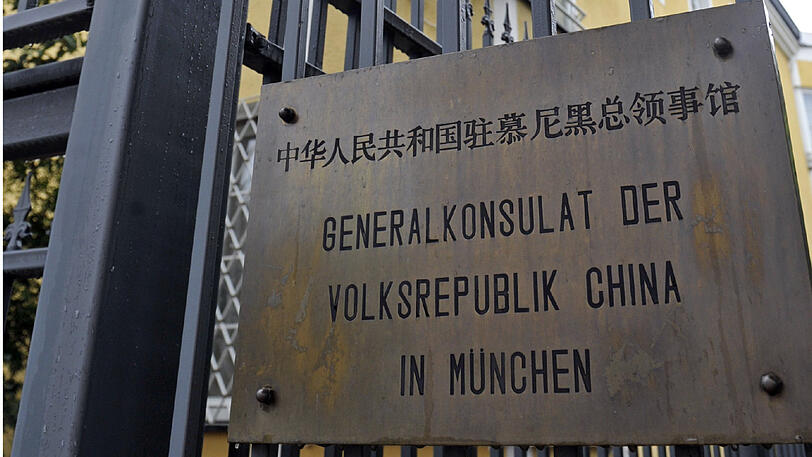 中华人民共和国驻慕尼黑总领事馆
GENERALKONSULAT DER
VOLKSREPUBLIK CHINA
IN MÜNCHEN